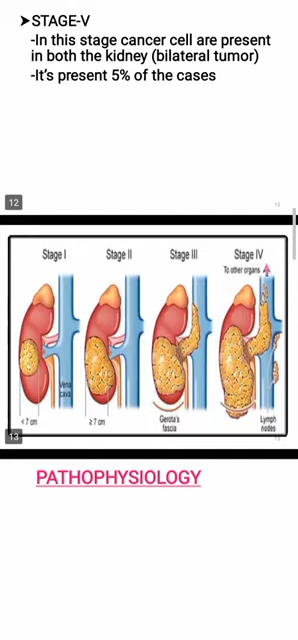 ➤STAGE-V
-In this stage cancer cell are present
in both the kidney (bilateral tumor)
-It's present 5% of the cases
12
12
Stage I Stage II Stage III Stage IV
To other organs
Vena
cava
< 7 cm ≥ 7 cm Gerota's
fascia
Lymph
nodes
13
13
PATHOPHYSIOLOGY